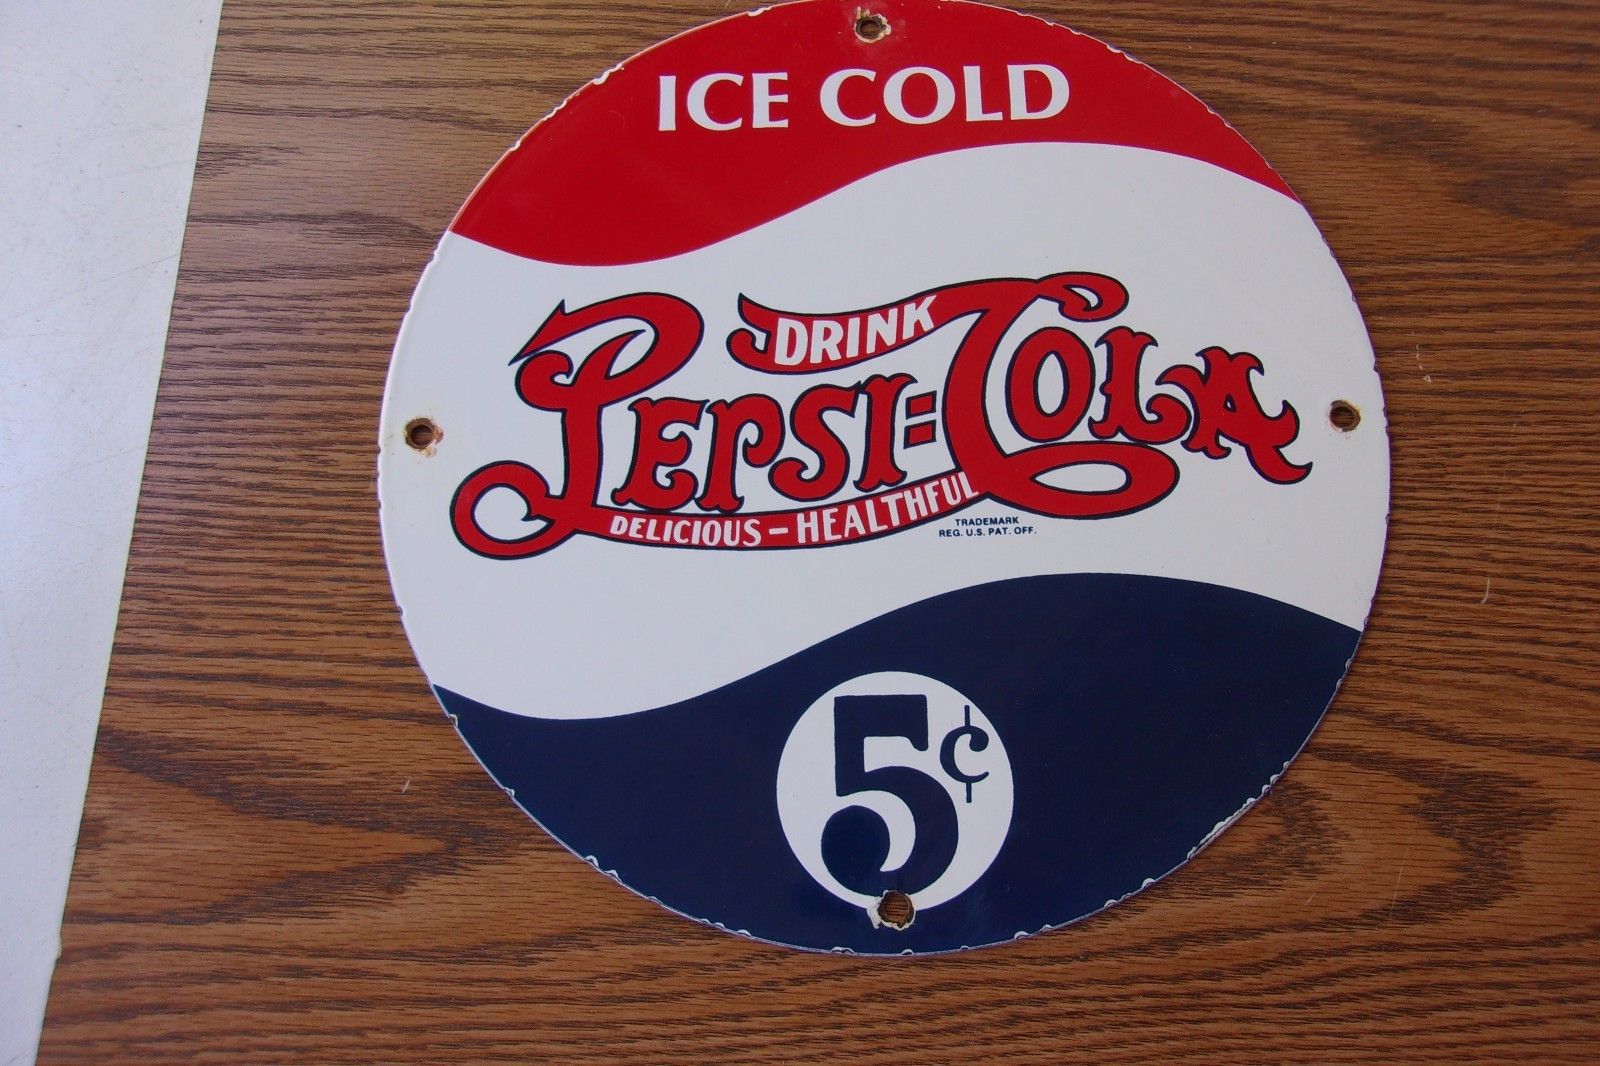 ICE COLD
DRINK
PEPSI=COLA
DELICIOUS - HEALTHFUL
TRADEMARK
REG. U.S. PAT. OFF.
5¢